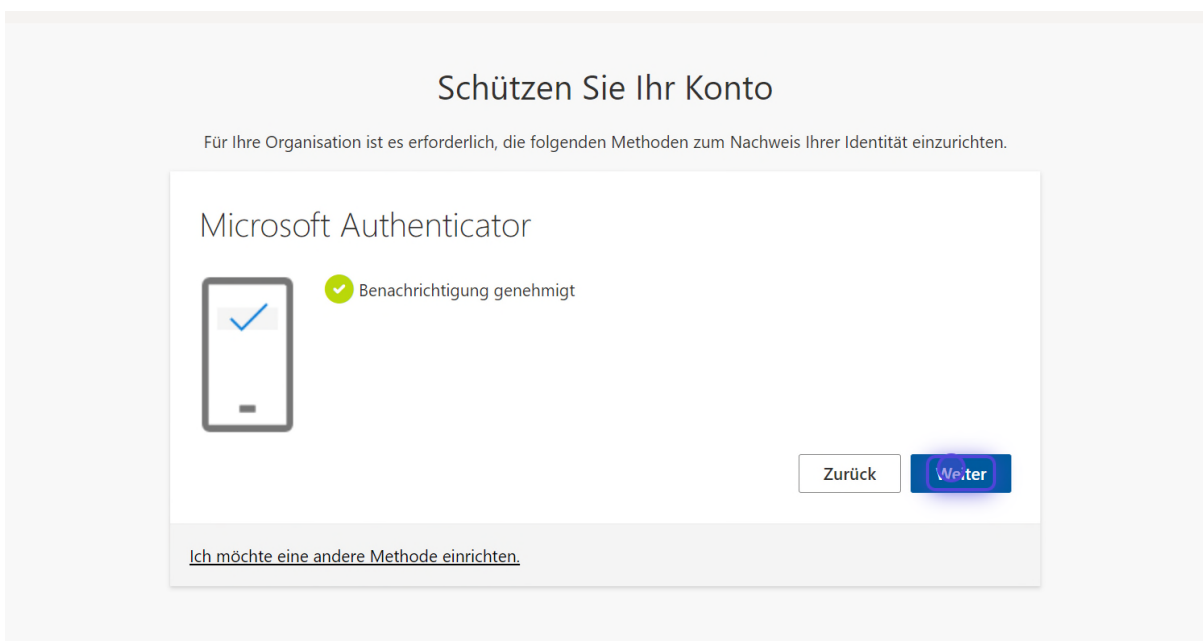 Schützen Sie Ihr Konto
Für Ihre Organisation ist es erforderlich, die folgenden Methoden zum Nachweis Ihrer Identität einzurichten.
Microsoft Authenticator
Benachrichtigung genehmigt
Zurück
Weiter
Ich möchte eine andere Methode einrichten.